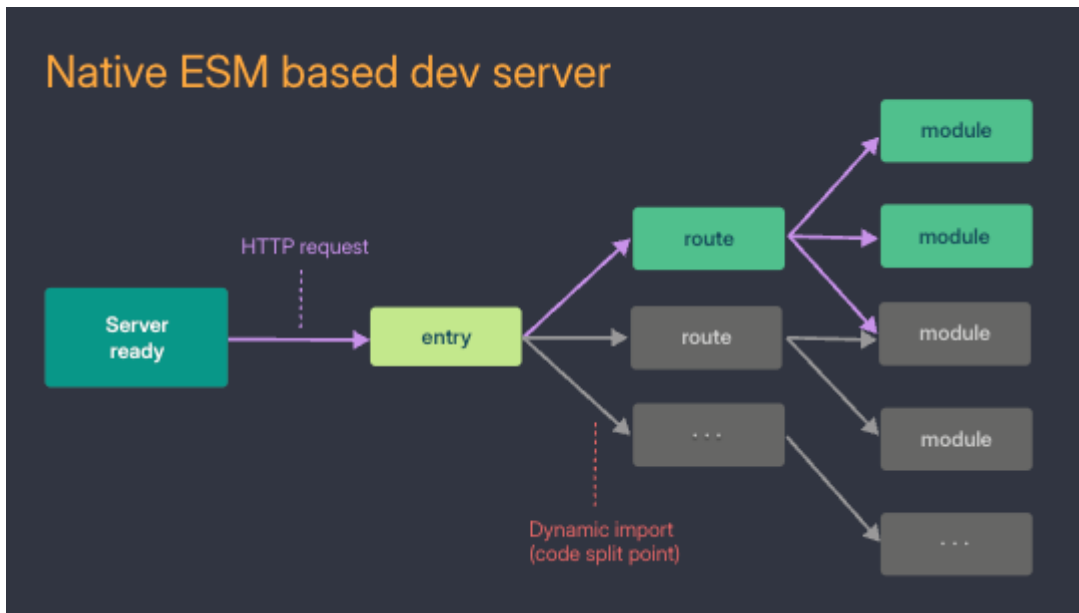 Native ESM based dev server
module
HTTP request
route
module
Server
ready
entry
route
module
. . .
module
Dynamic import
(code split point)
. . .